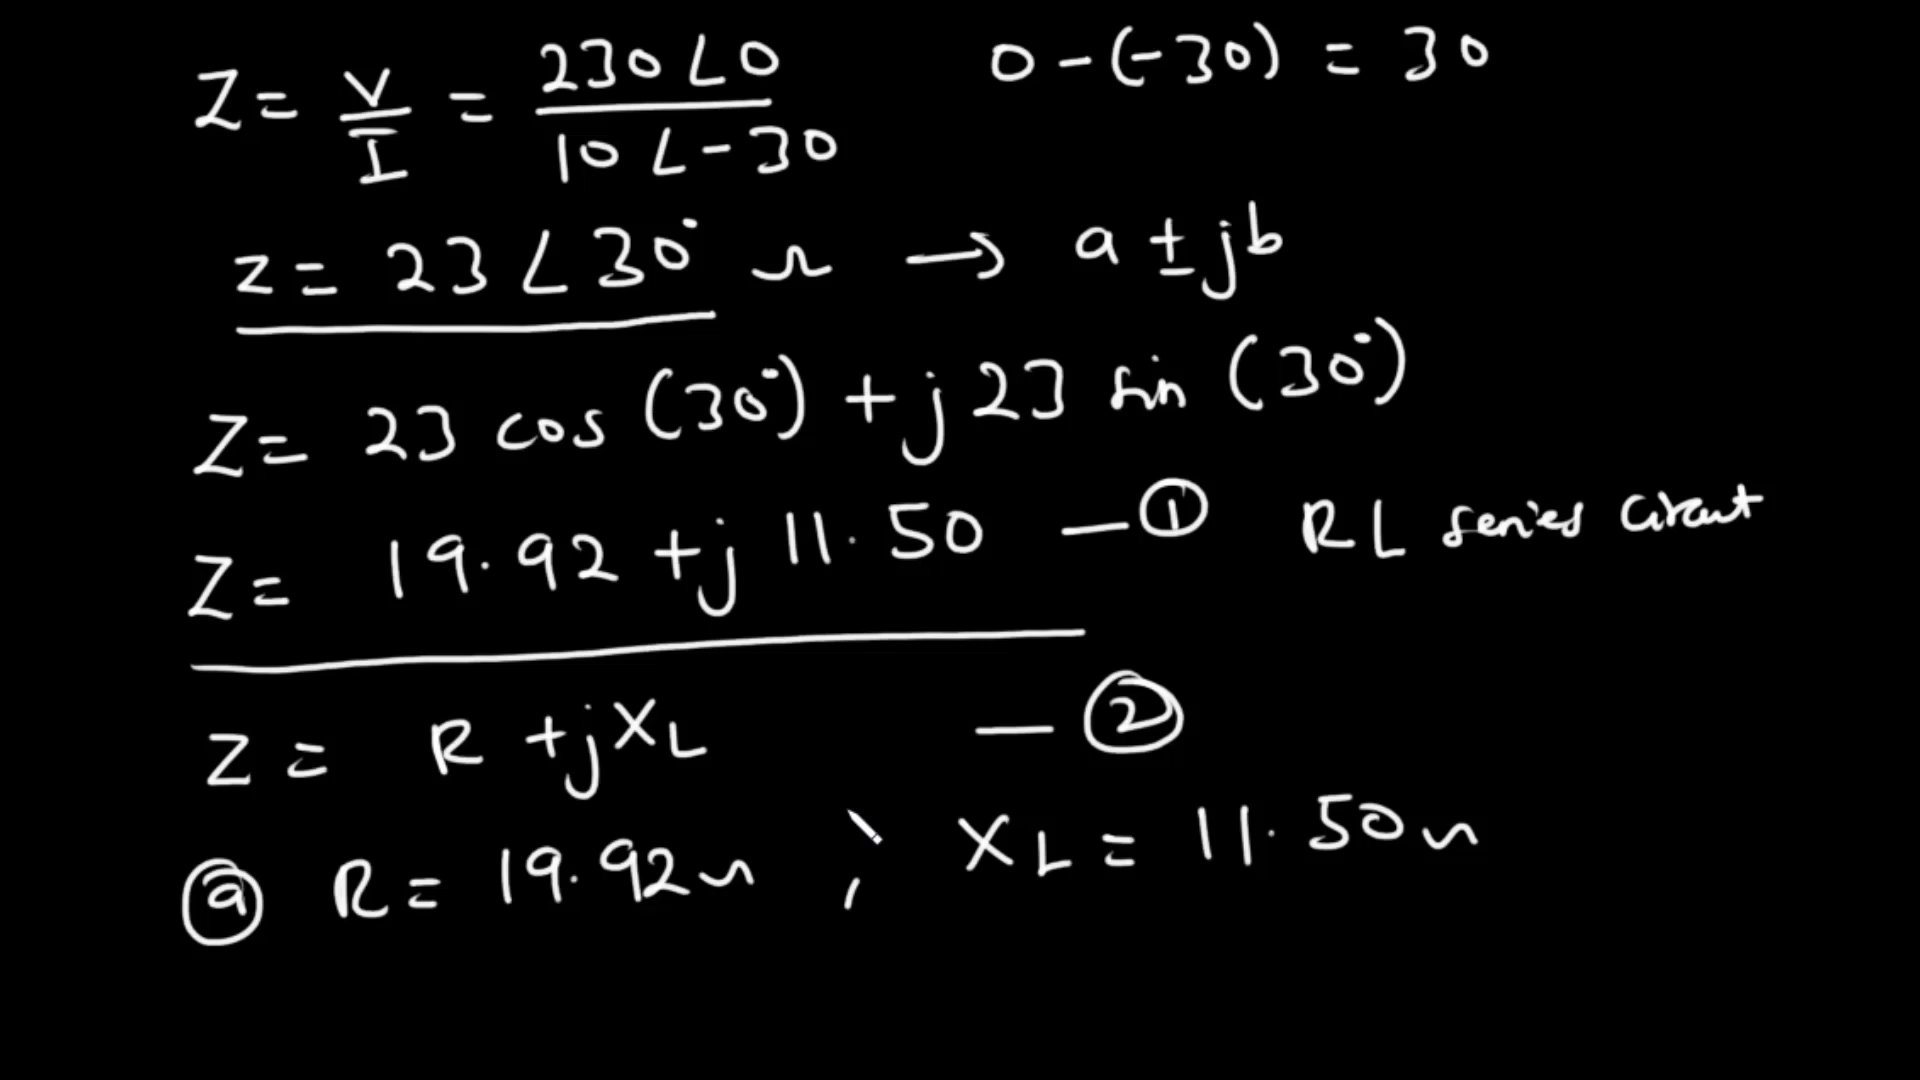 Z = V/I = 230∠0 / 10∠-30    0 - (-30) = 30
Z = 23∠30° Ω → a ± jb
Z = 23 cos (30°) + j 23 sin (30°)
Z = 19.92 + j 11.50 — ① RL series circuit
Z = R + jXL — ②
ⓐ R = 19.92 Ω , XL = 11.50 Ω